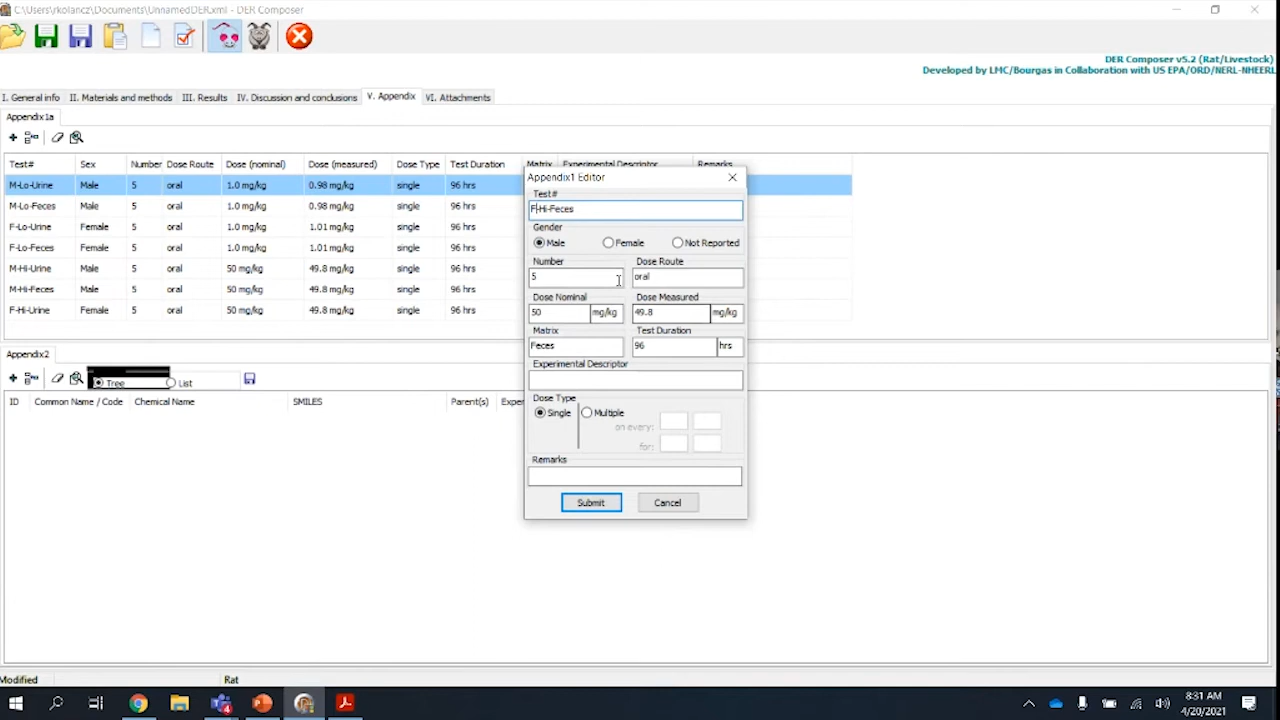 C:\Users\rkolancz\Documents\UnnamedDER.xml - DER Composer
DER Composer v5.2 (Rat/Livestock)
Developed by LMC/Bourgas in Collaboration with US EPA/ORD/NERL-NHEERL
I. General info II. Materials and methods III. Results IV. Discussion and conclusions V. Appendix VI. Attachments
Appendix1a
Test# Sex Number Dose Route Dose (nominal) Dose (measured) Dose Type Test Duration Matrix Experimental Descriptor Remarks
M-Lo-Urine Male 5 oral 1.0 mg/kg 0.98 mg/kg single 96 hrs
M-Lo-Feces Male 5 oral 1.0 mg/kg 0.98 mg/kg single 96 hrs
F-Lo-Urine Female 5 oral 1.0 mg/kg 1.01 mg/kg single 96 hrs
F-Lo-Feces Female 5 oral 1.0 mg/kg 1.01 mg/kg single 96 hrs
M-Hi-Urine Male 5 oral 50 mg/kg 49.8 mg/kg single 96 hrs
M-Hi-Feces Male 5 oral 50 mg/kg 49.8 mg/kg single 96 hrs
F-Hi-Urine Female 5 oral 50 mg/kg 49.8 mg/kg single 96 hrs
Appendix1 Editor
Test#
F-Hi-Feces
Gender
Male Female Not Reported
Number Dose Route
5 oral
Dose Nominal Dose Measured
50 mg/kg 49.8 mg/kg
Matrix Test Duration
Feces 96 hrs
Experimental Descriptor
Dose Type
Single Multiple
on every:
for:
Remarks
Submit Cancel
Appendix2
Tree List
ID Common Name / Code Chemical Name SMILES Parent(s) Exper
Modified Rat
8:31 AM
4/20/2021